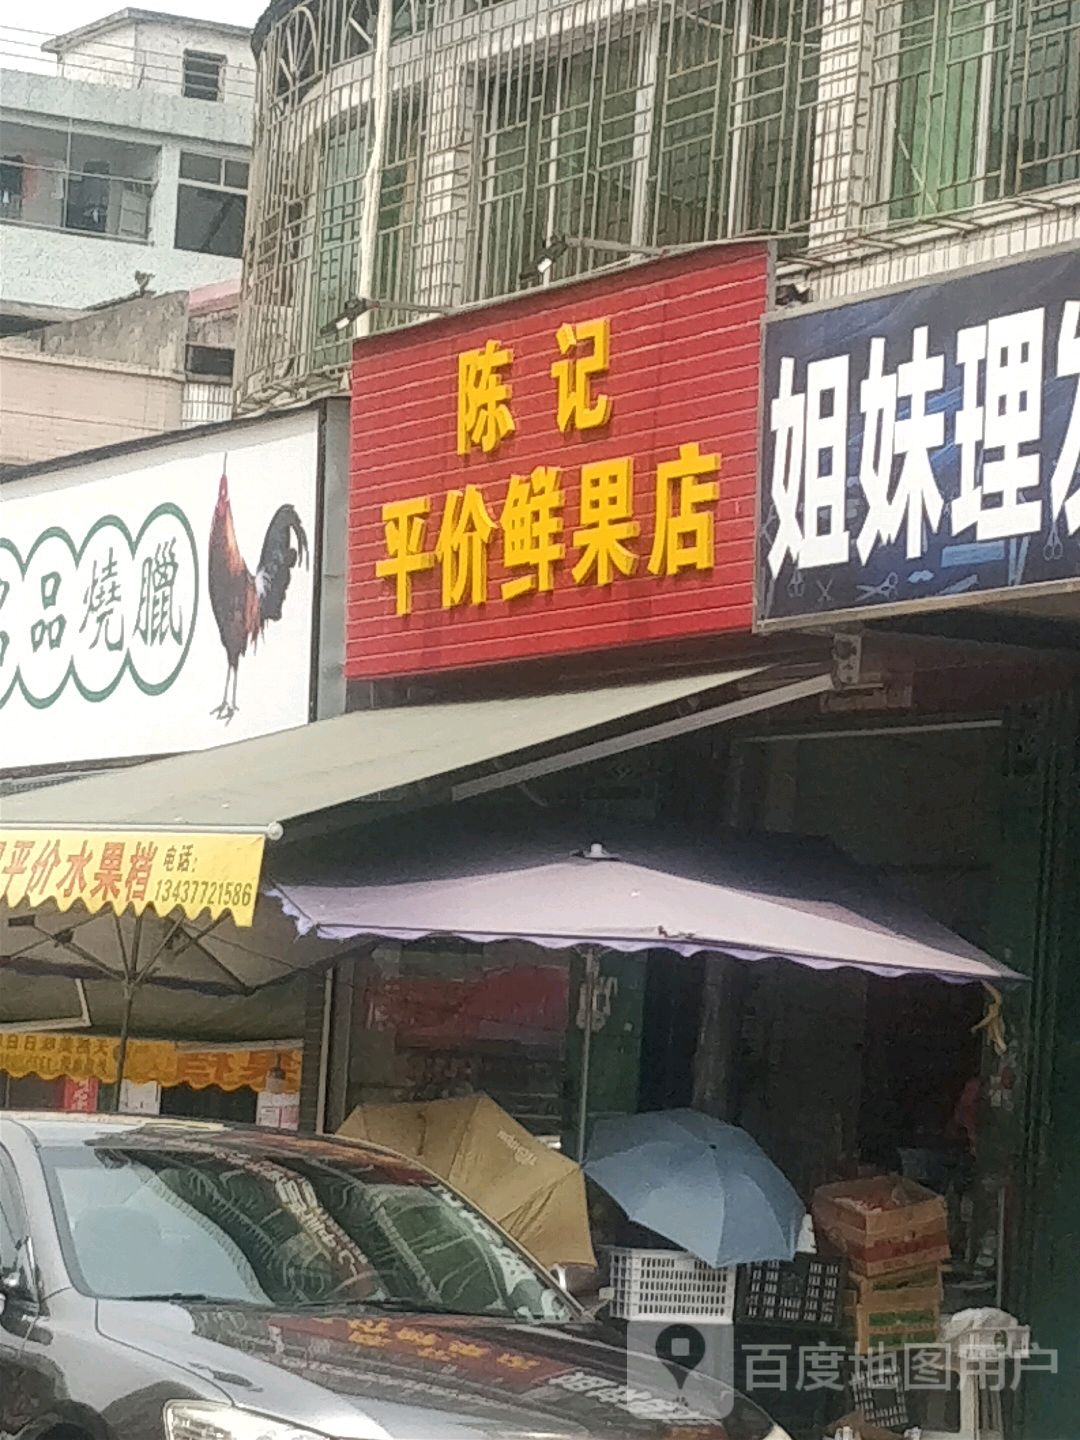 陈记
平价鲜果店
姐妹理
品燒臘
平价水果档 电话：
13437721586
百度地图用户